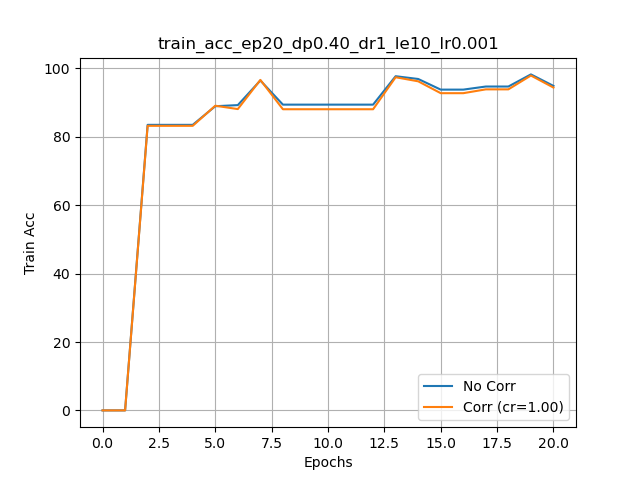 train_acc_ep20_dp0.40_dr1_le10_lr0.001
100
80
60
40
20
0
Train Acc
No Corr
Corr (cr=1.00)
0.0 2.5 5.0 7.5 10.0 12.5 15.0 17.5 20.0
Epochs